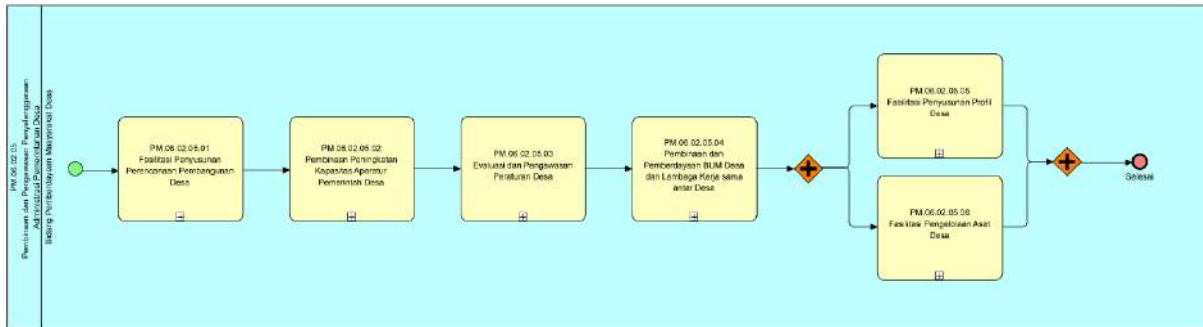 PM.06.02.05
Pembinaan dan Pengawasan Penyelenggaraan
Administrasi Pemerintahan Desa
Bidang Pemberdayaan Masyarakat Desa
PM.06.02.05.01
Fasilitasi Penyusunan
Perencanaan Pembangunan
Desa
PM.06.02.05.02
Pembinaan Peningkatan
Kapasitas Aparatur
Pemerintah Desa
PM.06.02.05.03
Evaluasi dan Pengawasan
Peraturan Desa
PM.06.02.05.04
Pembinaan dan
Pemberdayaan BUM Desa
dan Lembaga Kerja sama
antar Desa
PM.06.02.05.05
Fasilitasi Penyusunan Profil
Desa
PM.06.02.05.06
Fasilitasi Pengelolaan Aset
Desa
Selesai